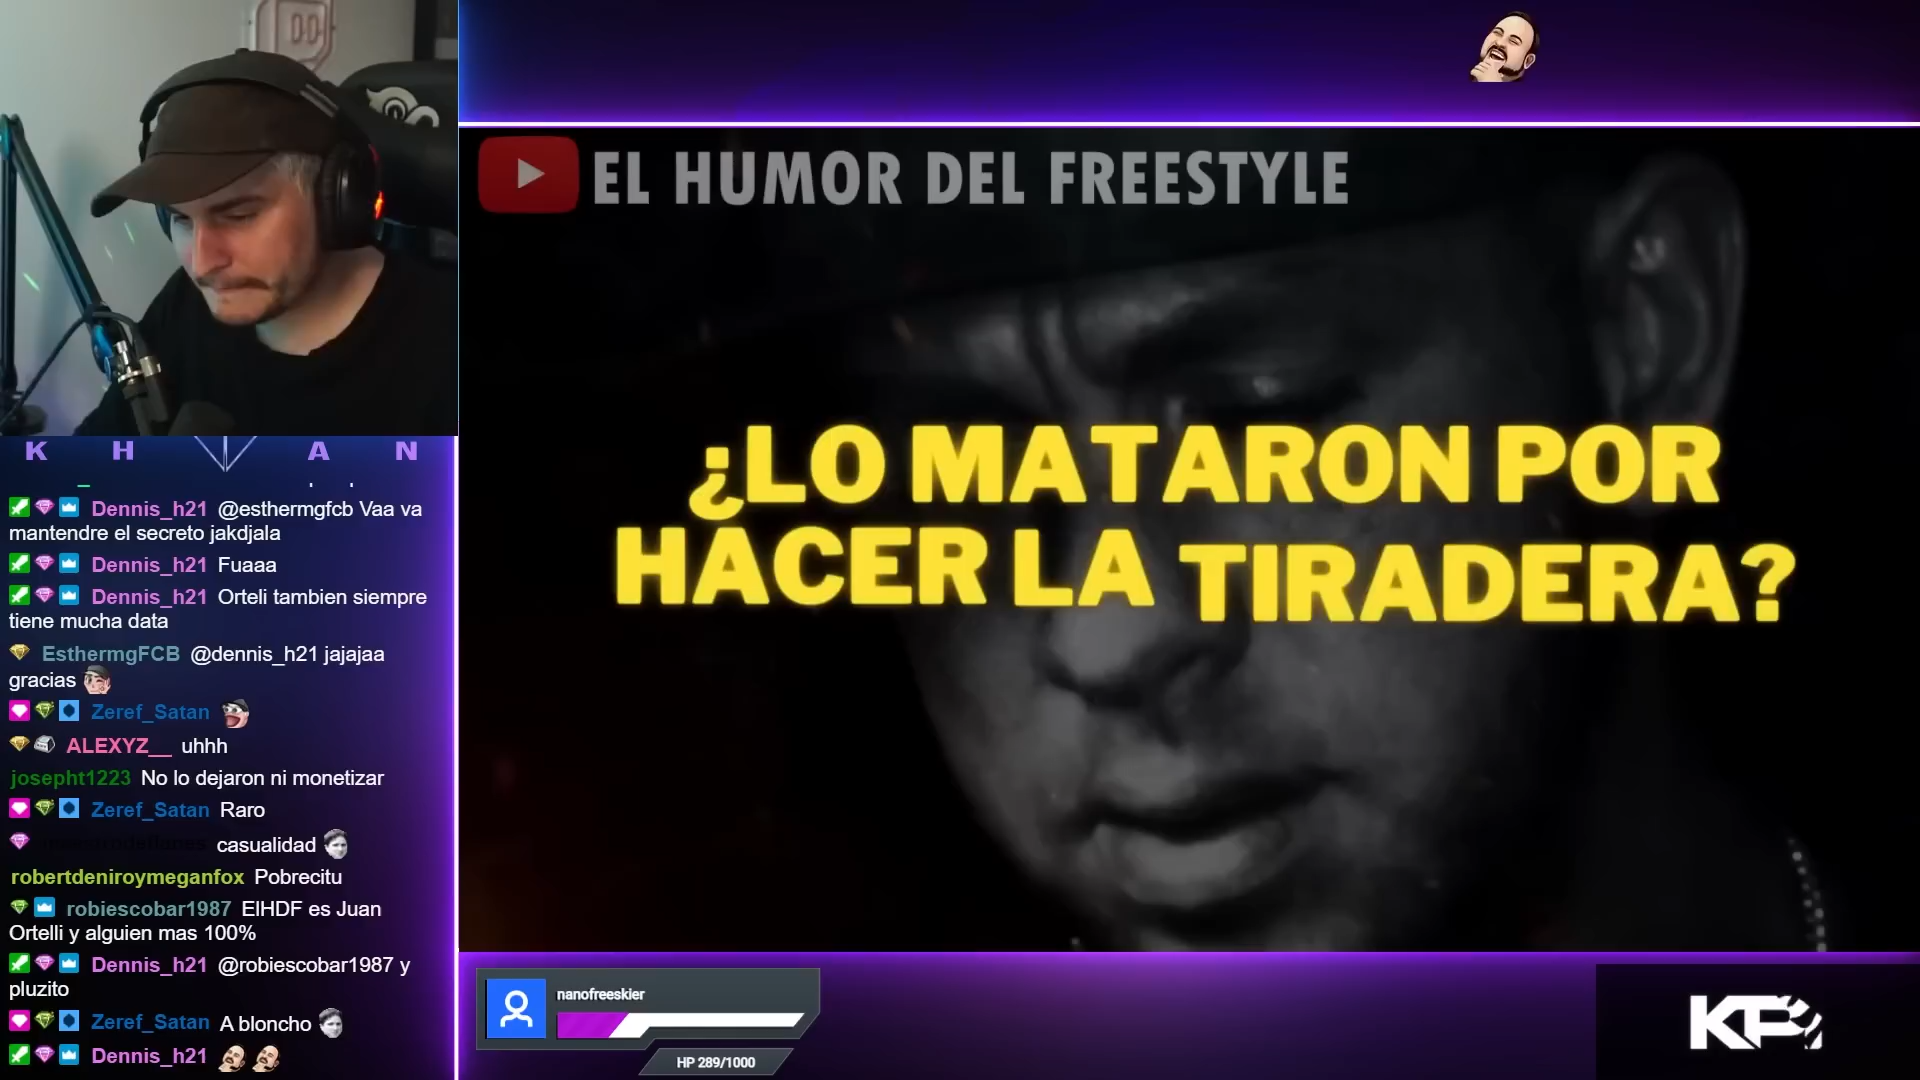 EL HUMOR DEL FREESTYLE
¿LO MATARON POR
HACER LA TIRADERA?
K H A N
Dennis_h21 @esthermgfcb Vaa va
mantendre el secreto jakdjala
Dennis_h21 Fuaaa
Dennis_h21 Orteli tambien siempre
tiene mucha data
EsthermgFCB @dennis_h21 jajajaa
gracias
Zeref_Satan
ALEXYZ__ uhhh
josepht1223 No lo dejaron ni monetizar
Zeref_Satan Raro
casualidad
robertdeniroymeganfox Pobrecitu
robiescobar1987 ElHDF es Juan
Ortelli y alguien mas 100%
Dennis_h21 @robiescobar1987 y
pluzito
Zeref_Satan A bloncho
Dennis_h21
nanofreeskier
HP 289/1000